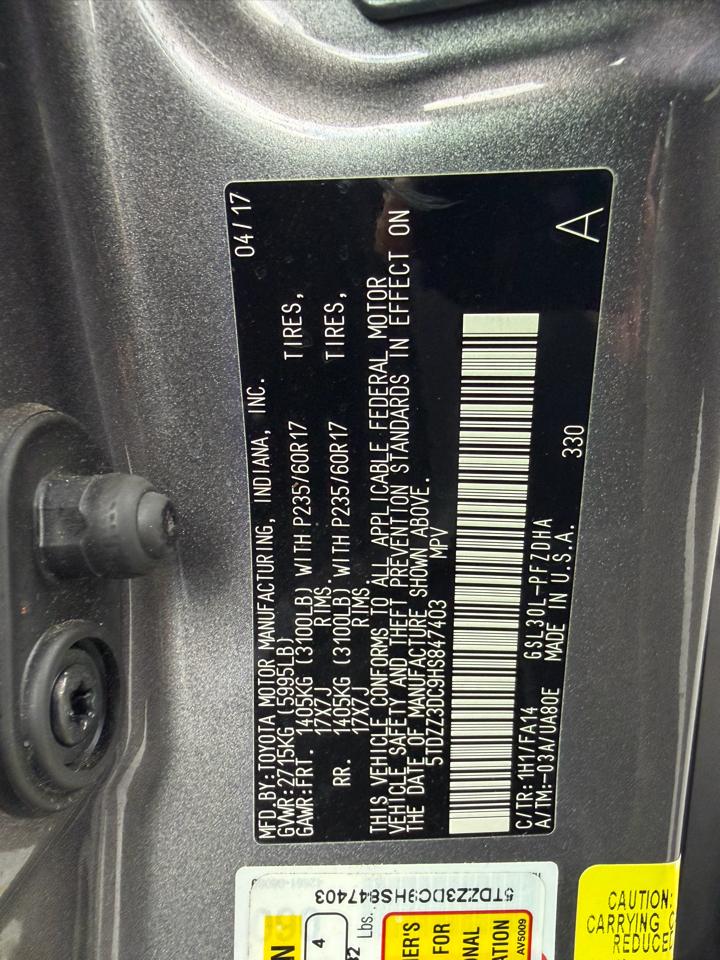 MFD BY:TOYOTA MOTOR MANUFACTURING, INDIANA, INC. 04/17
GVWR:2715KG (5985LB)
GAWR:FRT. 1405KG (3100LB) WITH P235/60R17 TIRES,
17X7J RIMS.
RR. 1405KG (3100LB) WITH P235/60R17 TIRES,
17X7J RIMS
THIS VEHICLE CONFORMS TO ALL APPLICABLE FEDERAL MOTOR
VEHICLE SAFETY AND THEFT PREVENTION STANDARDS IN EFFECT ON
THE DATE OF MANUFACTURE SHOWN ABOVE.
5TDZZ3DC9HS847403 MPV
C/TR:1H1/FA14 GSL30L-PFZDHA 330
A/TM:-03A/UA80E MADE IN U.S.A.
A
5TDZZ3DC9HS847403
4
Lbs.
FOR
AV5009
CAUTION:
CARRYING
REDUCE